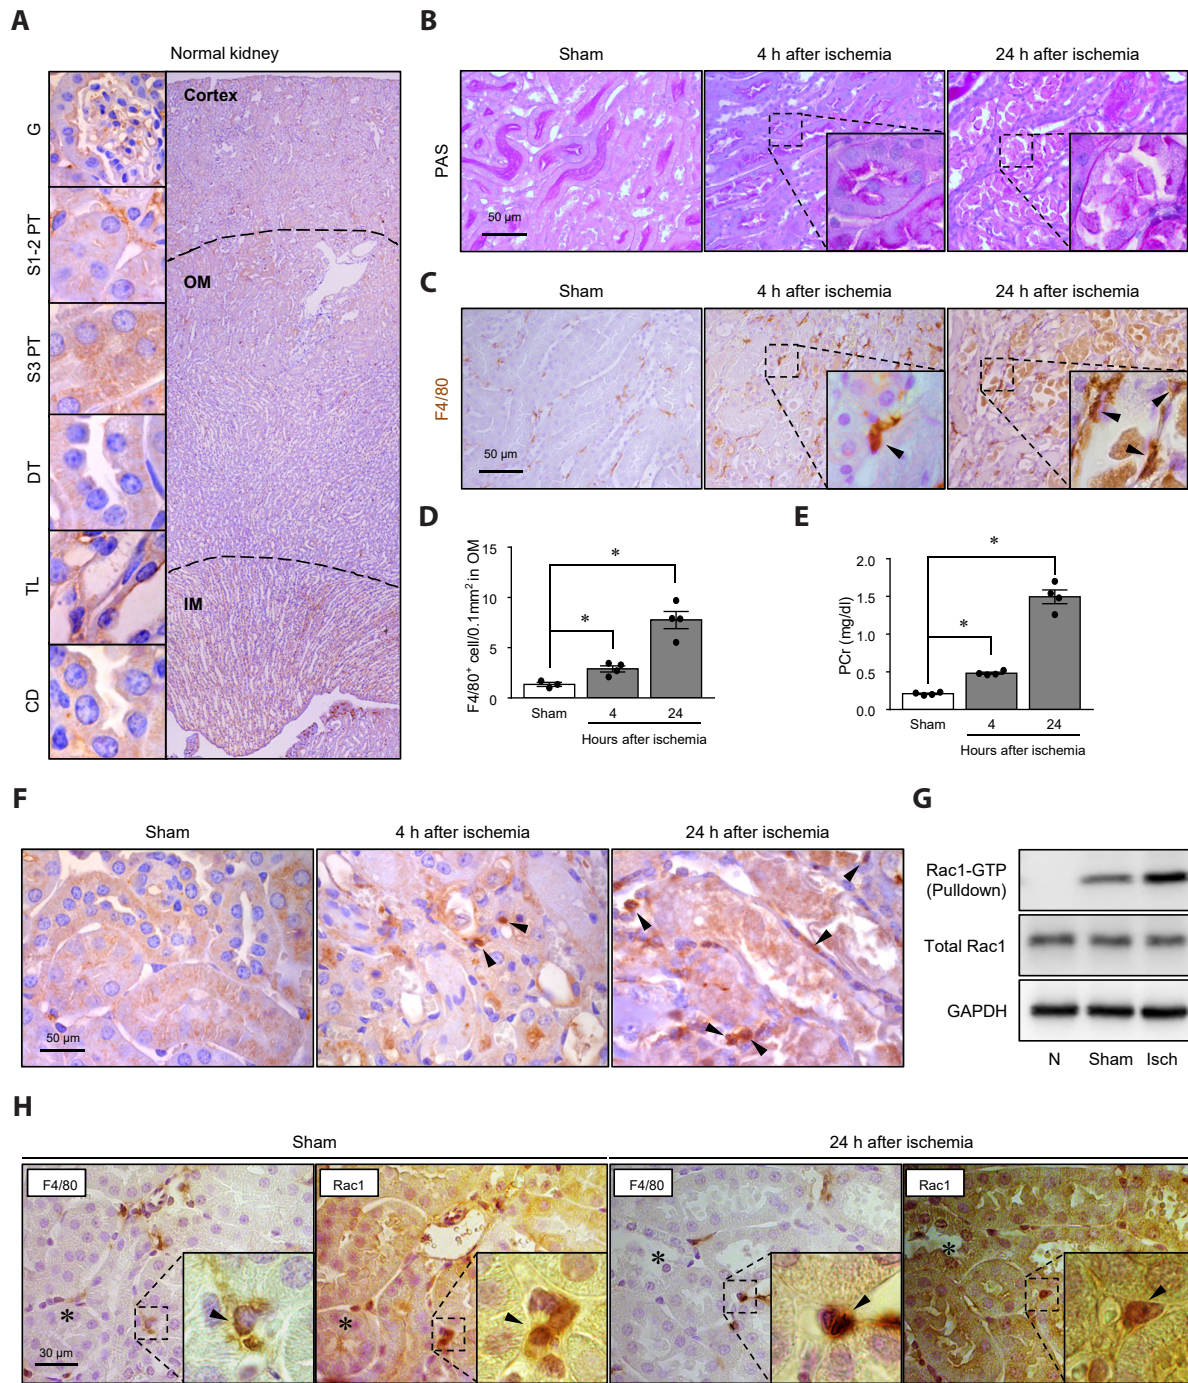 A
Normal kidney
G
S1-2 PT
S3 PT
DT
TL
CD
Cortex
OM
IM
B
Sham
4 h after ischemia
24 h after ischemia
PAS
50 µm
C
Sham
4 h after ischemia
24 h after ischemia
F4/80
50 µm
D
F4/80⁺ cell/0.1mm² in OM
15
10
5
0
*
*
Sham
4
24
Hours after ischemia
E
PCr (mg/dl)
2.0
1.5
1.0
0.5
0.0
*
*
Sham
4
24
Hours after ischemia
F
Sham
4 h after ischemia
24 h after ischemia
50 µm
G
Rac1-GTP
(Pulldown)
Total Rac1
GAPDH
N Sham Isch
H
Sham
24 h after ischemia
F4/80
*
30 µm
Rac1
*
F4/80
*
Rac1
*